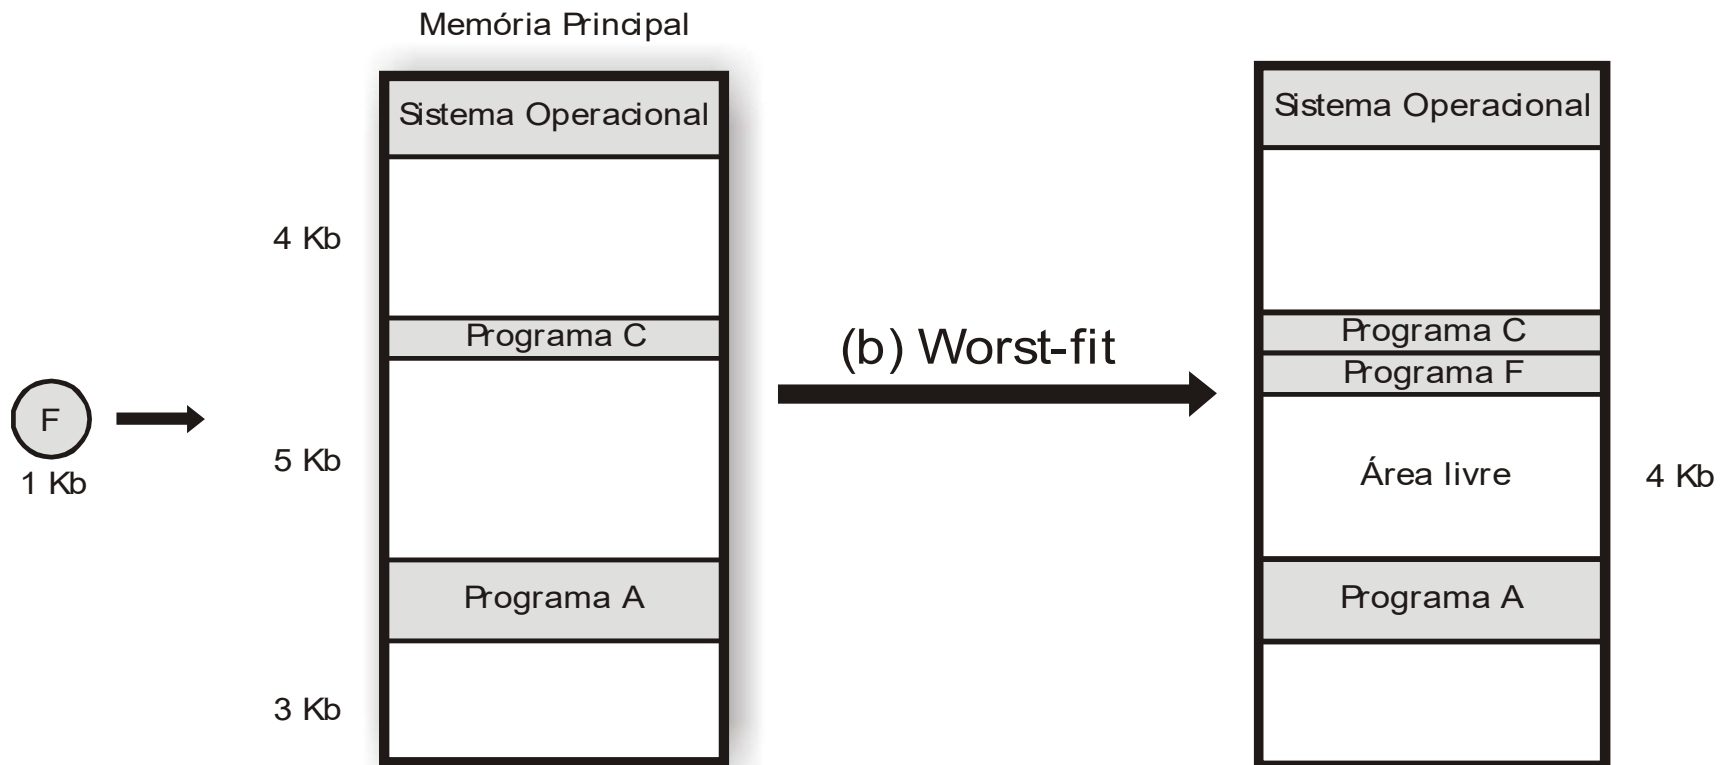 Memória Principal
Sistema Operacional
4 Kb
Programa C
F
1 Kb
5 Kb
Programa A
3 Kb
(b) Worst-fit
Sistema Operacional
Programa C
Programa F
Área livre
4 Kb
Programa A